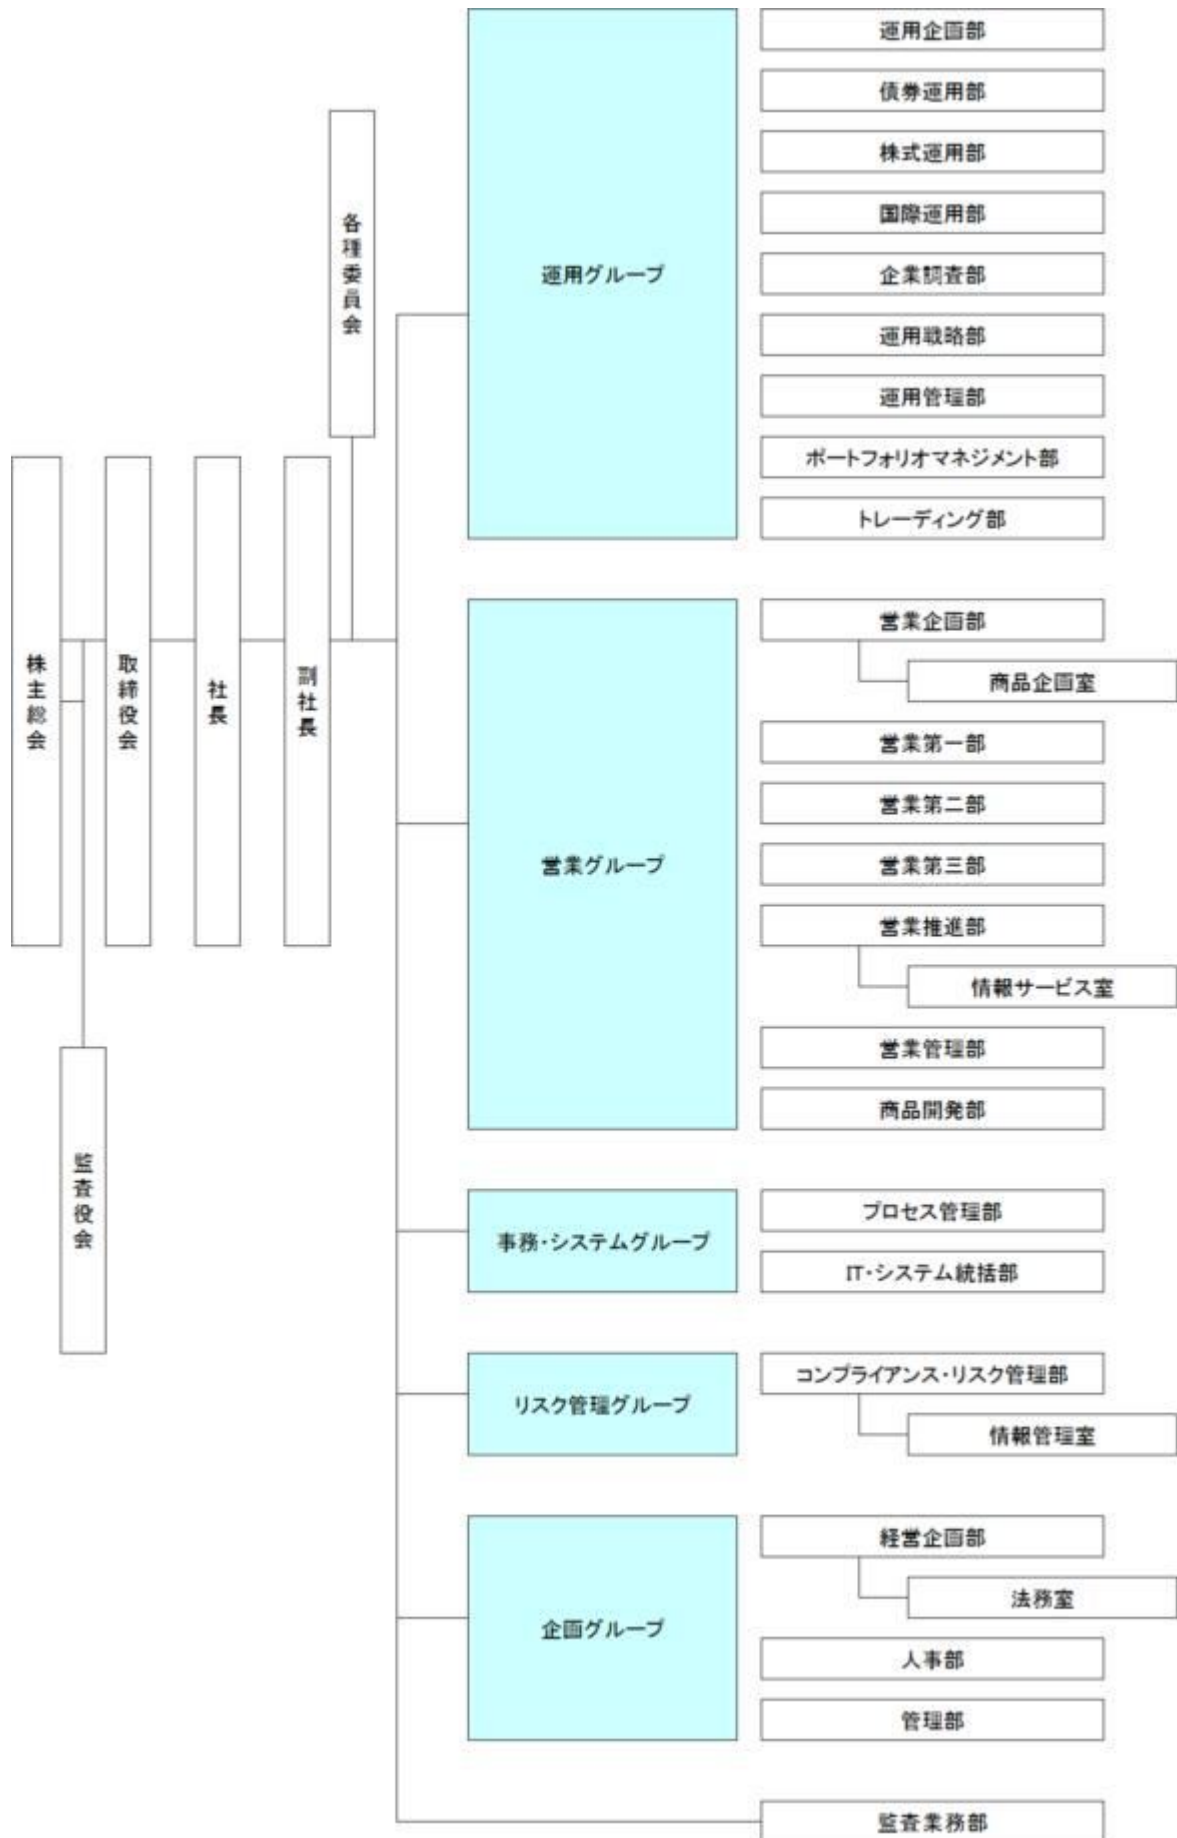 株主総会
監査役会
取締役会
社長
副社長
各種委員会
運用グループ
運用企画部
債券運用部
株式運用部
国際運用部
企業調査部
運用戦略部
運用管理部
ポートフォリオマネジメント部
トレーディング部
営業グループ
営業企画部
商品企画室
営業第一部
営業第二部
営業第三部
営業推進部
情報サービス室
営業管理部
商品開発部
事務・システムグループ
プロセス管理部
IT・システム統括部
リスク管理グループ
コンプライアンス・リスク管理部
情報管理室
企画グループ
経営企画部
法務室
人事部
管理部
監査業務部